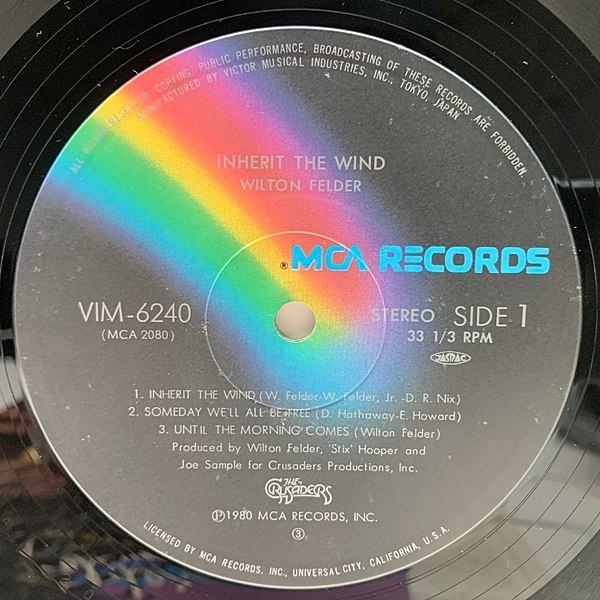 ALL RIGHTS RESERVED COPYING, PUBLIC PERFORMANCE, BROADCASTING OF THESE RECORDS ARE FORBIDDEN.
MANUFACTURED BY VICTOR MUSICAL INDUSTRIES, INC., TOKYO, JAPAN
INHERIT THE WIND
WILTON FELDER
® MCA RECORDS
VIM-6240
(MCA 2080)
STEREO SIDE 1
33 1/3 RPM
JASRAC
1. INHERIT THE WIND (W. Felder-W. Felder, Jr. -D. R. Nix)
2. SOMEDAY WE'LL ALL BE FREE (D. Hathaway-E. Howard)
3. UNTIL THE MORNING COMES (Wilton Felder)
Produced by Wilton Felder, 'Stix' Hooper and
Joe Sample for Crusaders Productions, Inc.
THE
CRUSADERS
Ⓟ1980 MCA RECORDS, INC.
③
LICENSED BY MCA RECORDS, INC., UNIVERSAL CITY, CALIFORNIA, U.S.A.